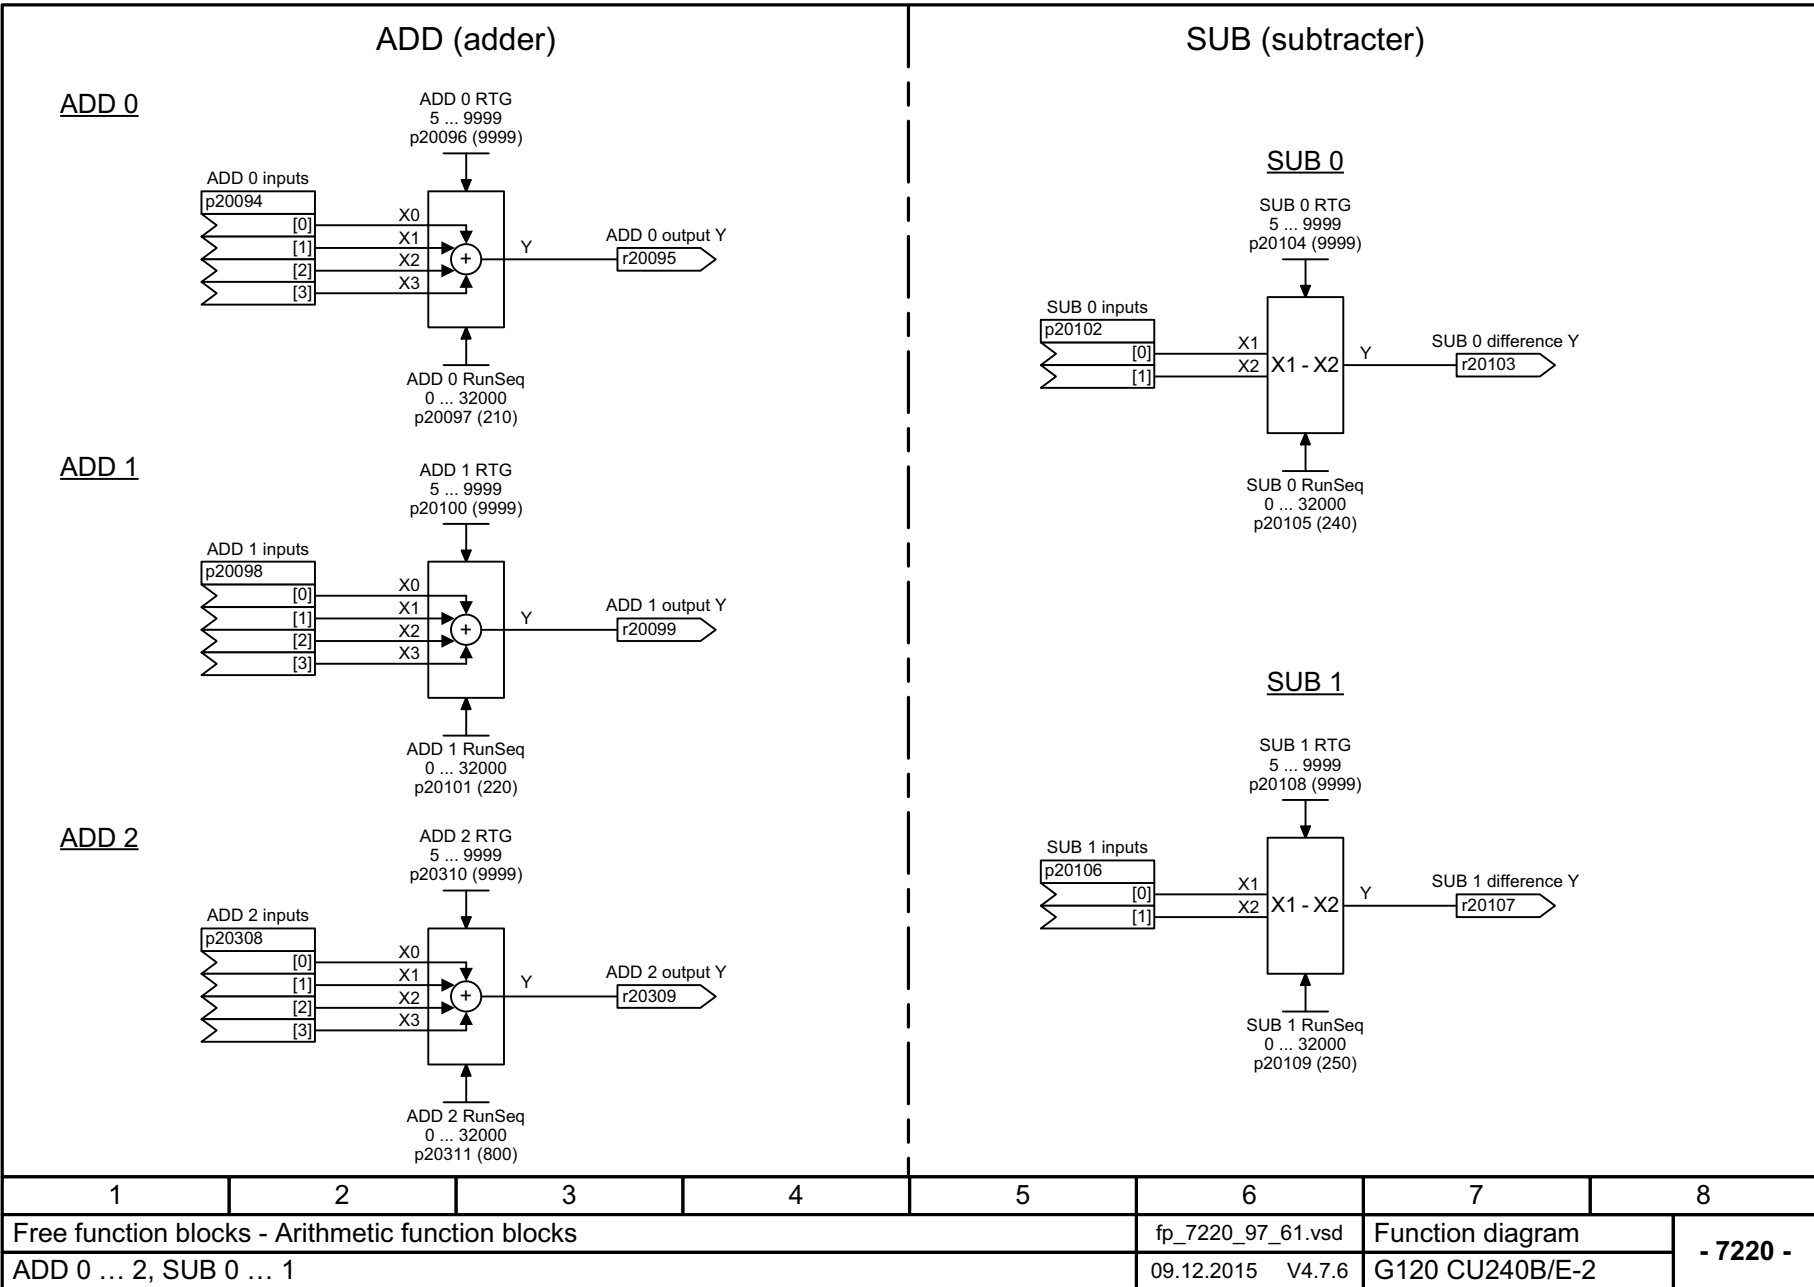 ADD (adder)
ADD 0
ADD 0 RTG
5 ... 9999
p20096 (9999)
ADD 0 inputs
p20094
[0]
[1]
[2]
[3]
X0
X1
X2
X3
+
Y
ADD 0 output Y
r20095
ADD 0 RunSeq
0 ... 32000
p20097 (210)
ADD 1
ADD 1 RTG
5 ... 9999
p20100 (9999)
ADD 1 inputs
p20098
[0]
[1]
[2]
[3]
X0
X1
X2
X3
+
Y
ADD 1 output Y
r20099
ADD 1 RunSeq
0 ... 32000
p20101 (220)
ADD 2
ADD 2 RTG
5 ... 9999
p20310 (9999)
ADD 2 inputs
p20308
[0]
[1]
[2]
[3]
X0
X1
X2
X3
+
Y
ADD 2 output Y
r20309
ADD 2 RunSeq
0 ... 32000
p20311 (800)
SUB (subtracter)
SUB 0
SUB 0 RTG
5 ... 9999
p20104 (9999)
SUB 0 inputs
p20102
[0]
[1]
X1
X2
X1 - X2
Y
SUB 0 difference Y
r20103
SUB 0 RunSeq
0 ... 32000
p20105 (240)
SUB 1
SUB 1 RTG
5 ... 9999
p20108 (9999)
SUB 1 inputs
p20106
[0]
[1]
X1
X2
X1 - X2
Y
SUB 1 difference Y
r20107
SUB 1 RunSeq
0 ... 32000
p20109 (250)
1 2 3 4 5 6 7 8
Free function blocks - Arithmetic function blocks
fp_7220_97_61.vsd
Function diagram
- 7220 -
ADD 0 … 2, SUB 0 … 1
09.12.2015 V4.7.6
G120 CU240B/E-2